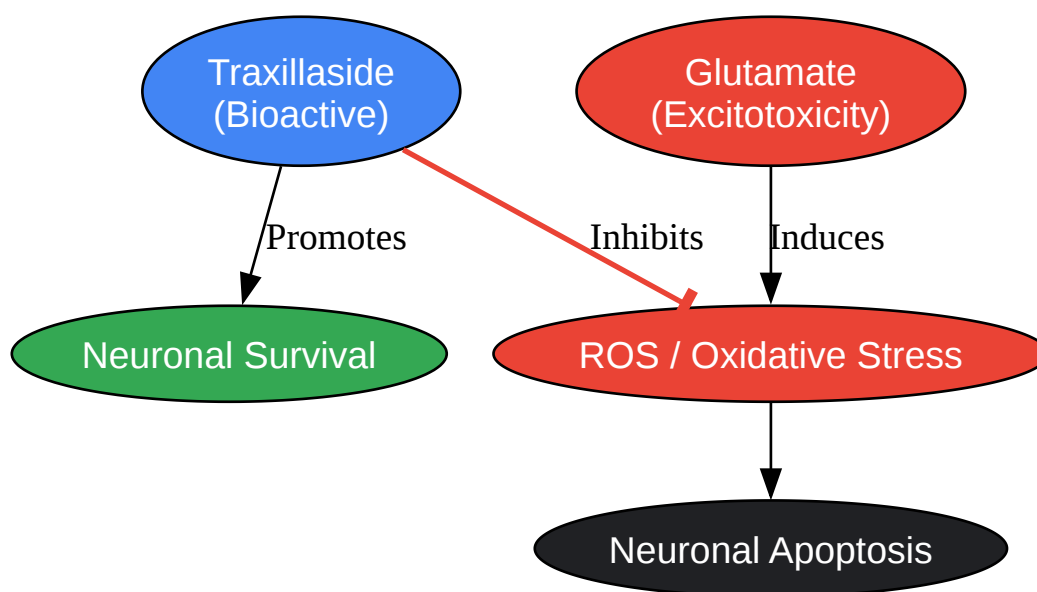 Traxillaside
(Bioactive)
Glutamate
(Excitotoxicity)
Promotes
Inhibits
Induces
Neuronal Survival
ROS / Oxidative Stress
Neuronal Apoptosis